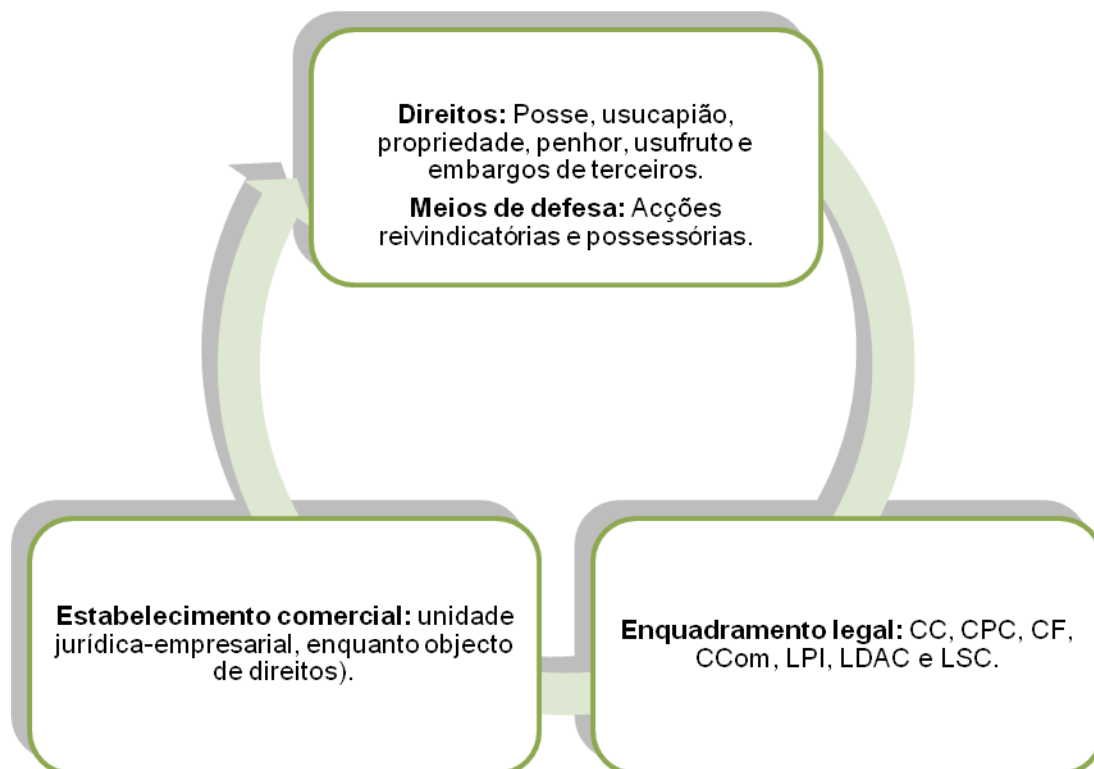 Direitos: Posse, usucapião,
propriedade, penhor, usufruto e
embargos de terceiros.
Meios de defesa: Acções
reivindicatórias e possessórias.
Estabelecimento comercial: unidade
jurídica-empresarial, enquanto objecto
de direitos).
Enquadramento legal: CC, CPC, CF,
CCom, LPI, LDAC e LSC.